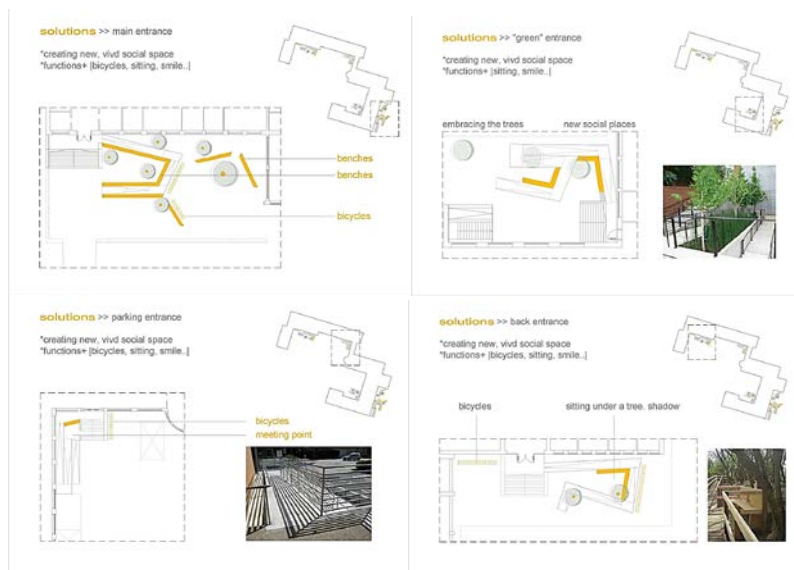 solutions >> main entrance
*creating new, vivd social space
*functions+ |bicycles, sitting, smile..|
benches
benches
bicycles
solutions >> "green" entrance
*creating new, vivd social space
*functions+ |sitting, smile..|
embracing the trees
new social places
solutions >> parking entrance
*creating new, vivd social space
*functions+ |bicycles, sitting, smile..|
bicycles
meeting point
solutions >> back entrance
*creating new, vivd social space
*functions+ |bicycles, sitting, smile..|
bicycles
sitting under a tree. shadow